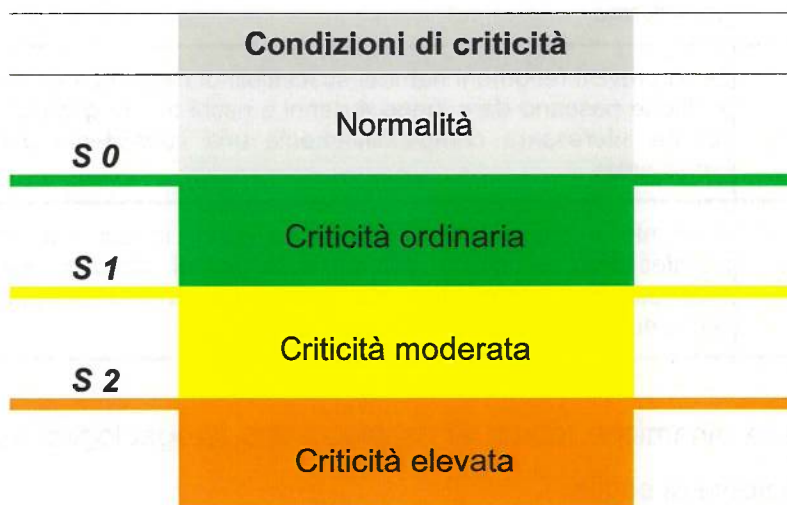 Condizioni di criticità
Normalità
S 0
Criticità ordinaria
S 1
Criticità moderata
S 2
Criticità elevata